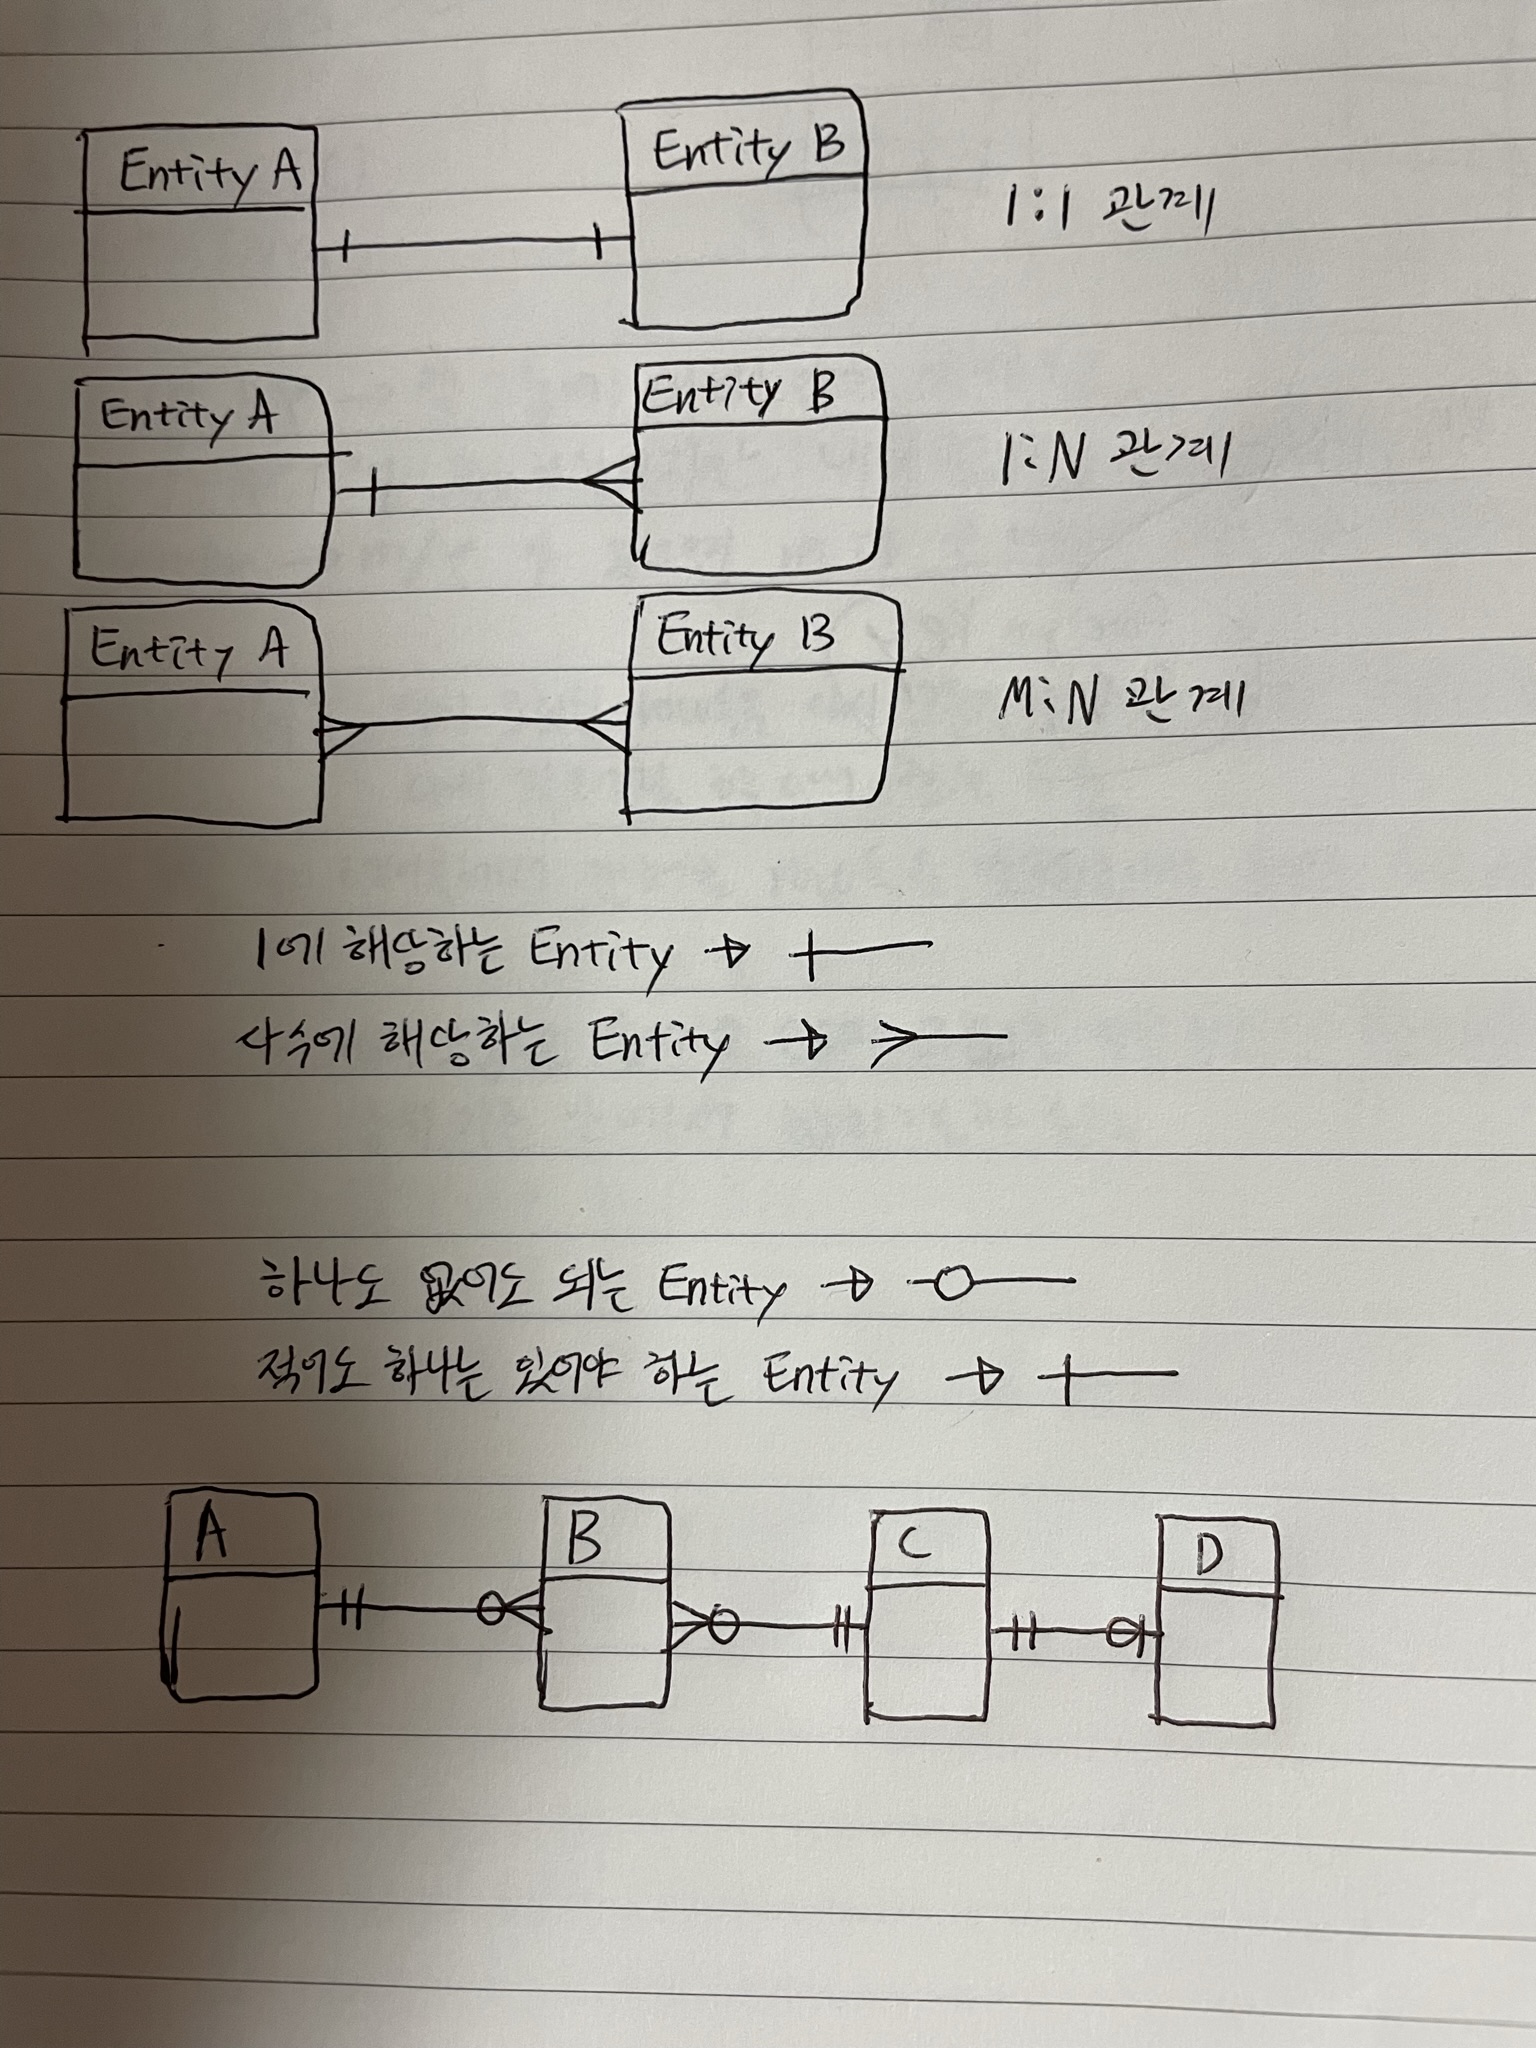 Entity A
Entity B
1:1 관계
Entity A
Entity B
1:N 관계
Entity A
Entity B
M:N 관계
1에 해당하는 Entity →
사수에 해당하는 Entity →
하나도 없어도 되는 Entity →
적어도 하나는 있어야 하는 Entity →
A
B
C
D